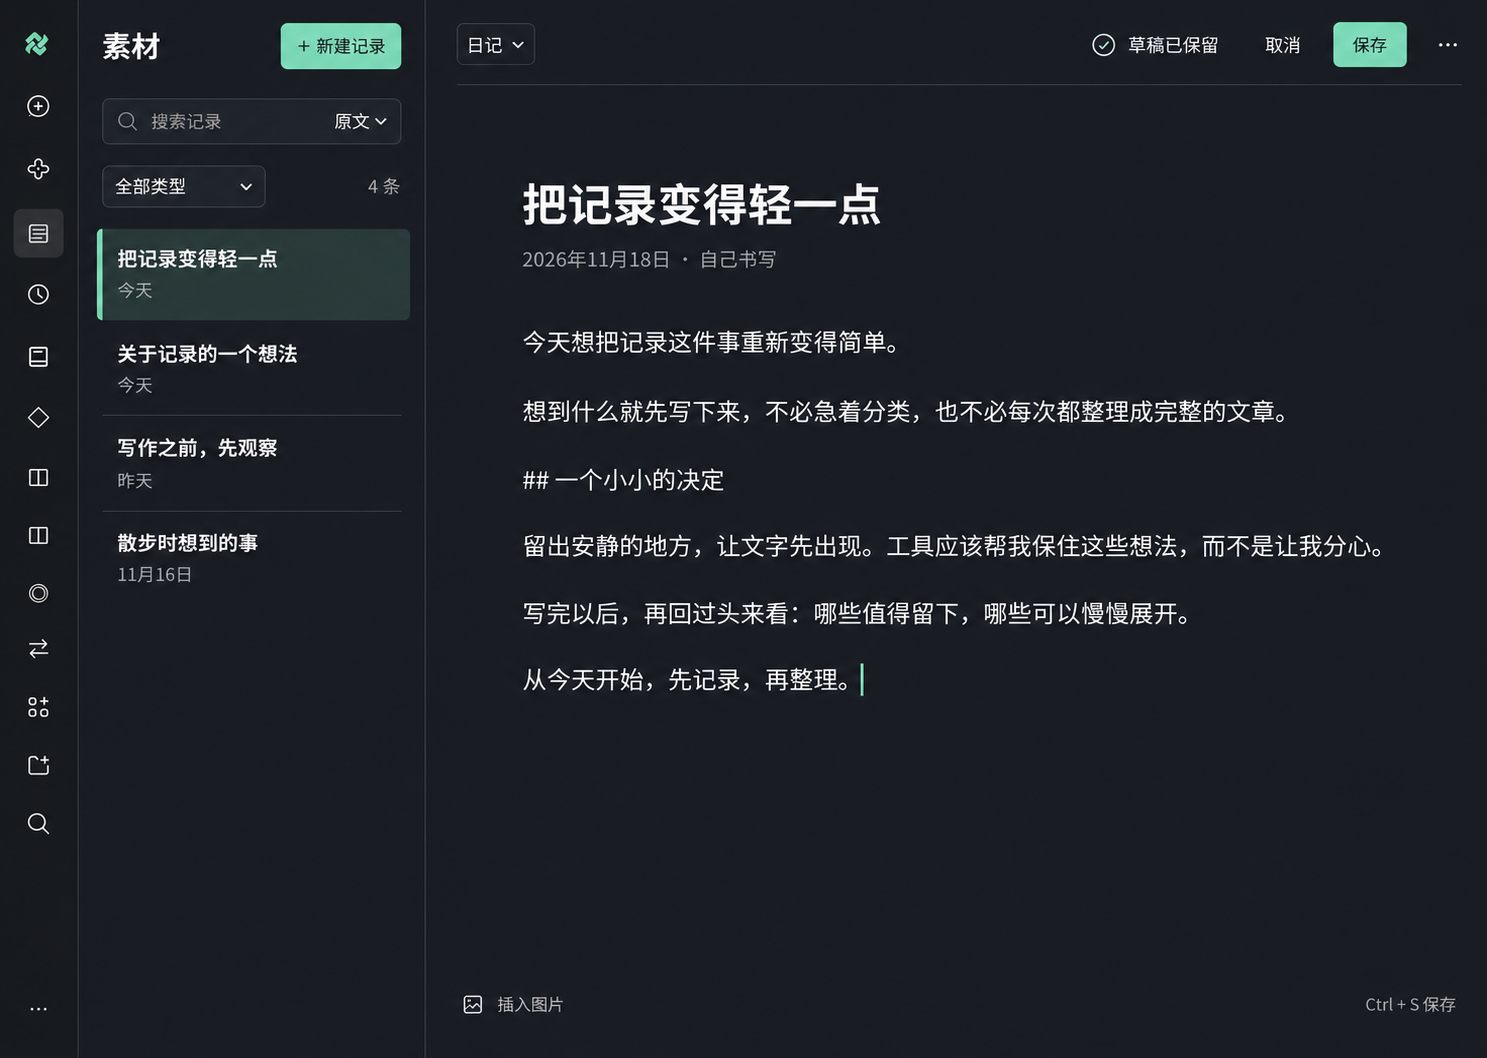 素材
+ 新建记录
搜索记录
原文
全部类型
4 条
把记录变得轻一点
今天
关于记录的一个想法
今天
写作之前，先观察
昨天
散步时想到的事
11月16日
日记
草稿已保留
取消
保存
把记录变得轻一点
2026年11月18日 · 自己书写
今天想把记录这件事重新变得简单。
想到什么就先写下来，不必急着分类，也不必每次都整理成完整的文章。
## 一个小小的决定
留出安静的地方，让文字先出现。工具应该帮我保住这些想法，而不是让我分心。
写完以后，再回过头来看：哪些值得留下，哪些可以慢慢展开。
从今天开始，先记录，再整理。
插入图片
Ctrl + S 保存